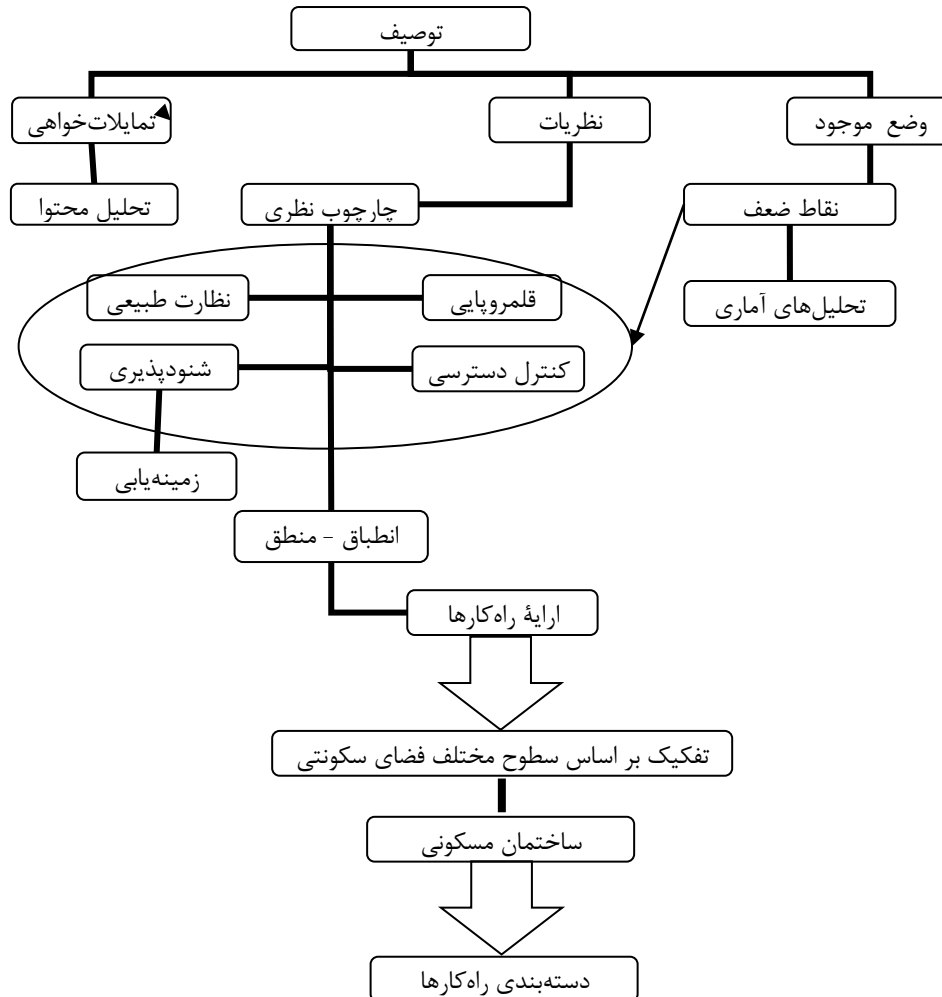 توصیف
وضع موجود
نظریات
تمایلات‌خواهی
نقاط ضعف
چارچوب نظری
تحلیل محتوا
تحلیل‌های آماری
قلمروپایی
نظارت طبیعی
کنترل دسترسی
شنودپذیری
زمینه‌یابی
انطباق - منطق
ارایهٔ راه‌کارها
تفکیک بر اساس سطوح مختلف فضای سکونتی
ساختمان مسکونی
دسته‌بندی راه‌کارها